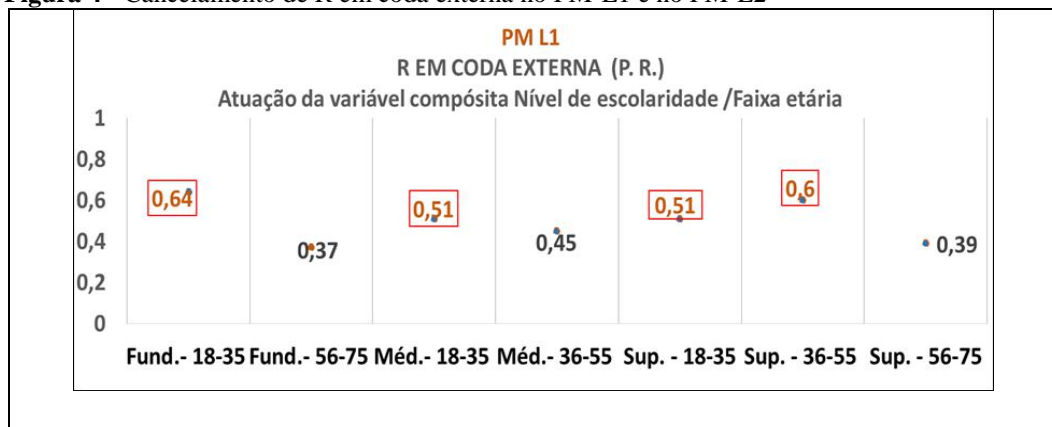 Figura 4 - Cancelamento de R em coda externa no PM-L1 e no PM-L2
PM L1
R EM CODA EXTERNA (P. R.)
Atuação da variável compósita Nível de escolaridade /Faixa etária
1
0,8
0,6
0,4
0,2
0
0,64
0,37
0,51
0,45
0,51
0,6
0,39
Fund.- 18-35 Fund.- 56-75 Méd.- 18-35 Méd.- 36-55 Sup. - 18-35 Sup. - 36-55 Sup. - 56-75